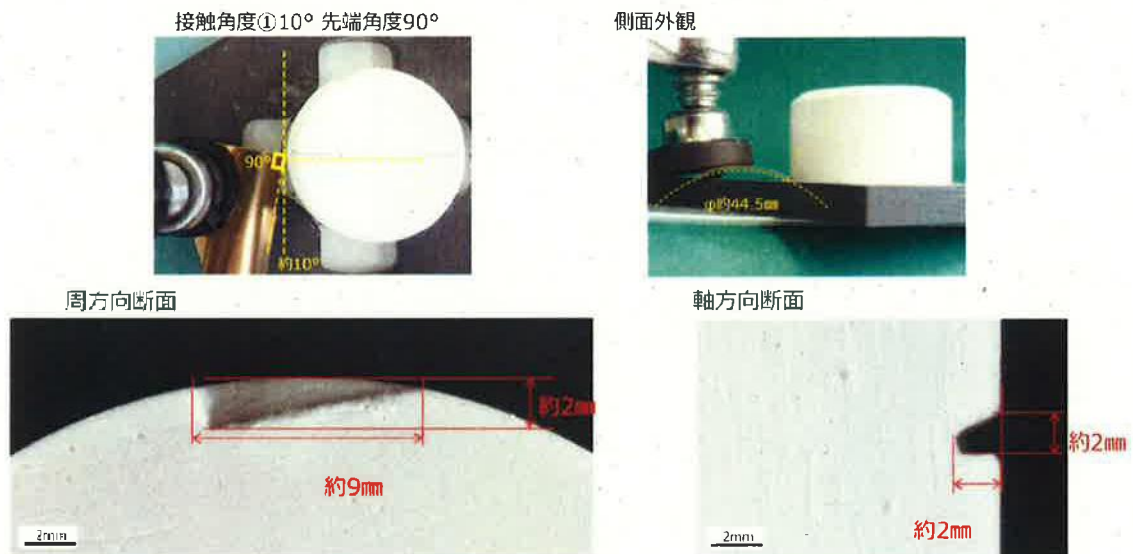 接触角度①10° 先端角度90°
側面外観
90°
約10°
φ約44.5㎜
周方向断面
軸方向断面
約2㎜
約9㎜
2mm
約2㎜
約2㎜
2mm